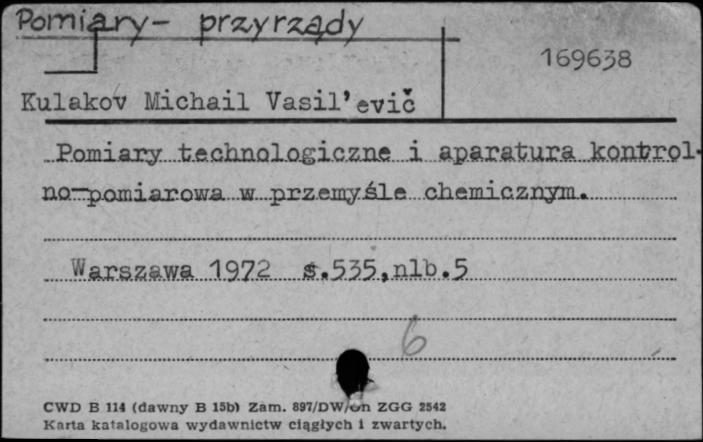 Pomiary - przyrządy
169638
Kulakov Michail Vasil'evič
Pomiary technologiczne i aparatura kontrol-
no-pomiarowa w przemyśle chemicznym.
Warszawa 1972 s.535,nlb.5
6
CWD B 114 (dawny B 15b) Zam. 897/DW/Oh ZGG 2542
Karta katalogowa wydawnictw ciągłych i zwartych.